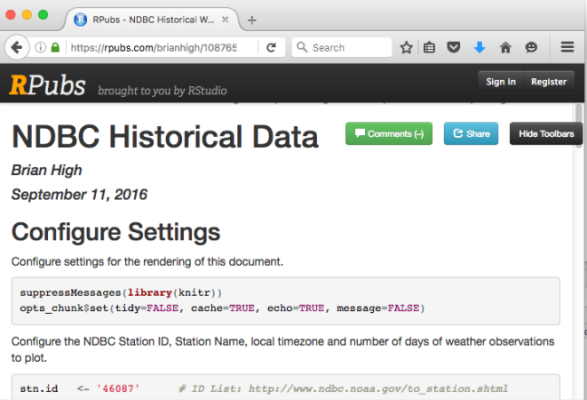 RPubs - NDBC Historical W...
https://rpubs.com/brianhigh/108765
Search
RPubs brought to you by RStudio
Sign in
Register
NDBC Historical Data
Comments (-)
Share
Hide Toolbars
Brian High
September 11, 2016
Configure Settings
Configure settings for the rendering of this document.
suppressMessages(library(knitr))
opts_chunk$set(tidy=FALSE, cache=TRUE, echo=TRUE, message=FALSE)
Configure the NDBC Station ID, Station Name, local timezone and number of days of weather observations
to plot.
stn.id <- '46087' # ID List: http://www.ndbc.noaa.gov/to_station.shtml